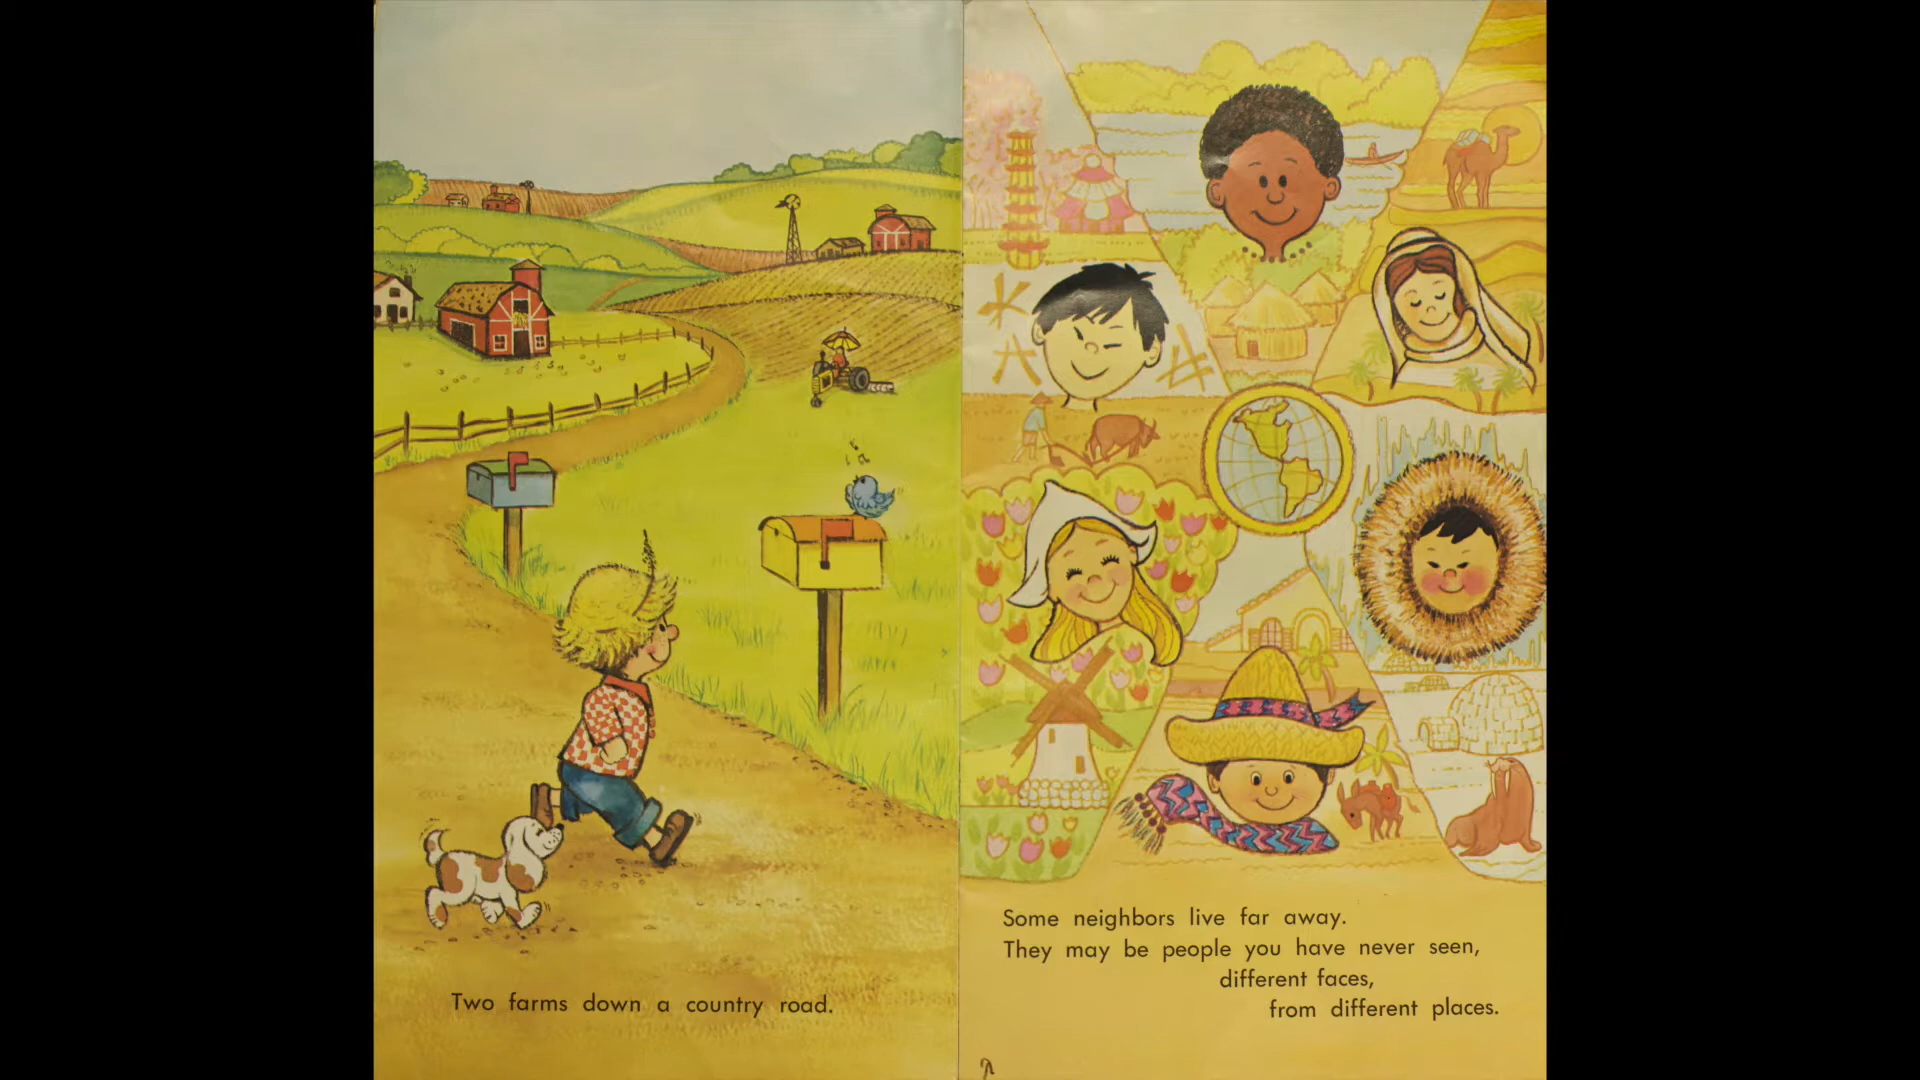 Two farms down a country road.
Some neighbors live far away.
They may be people you have never seen,
different faces,
from different places.